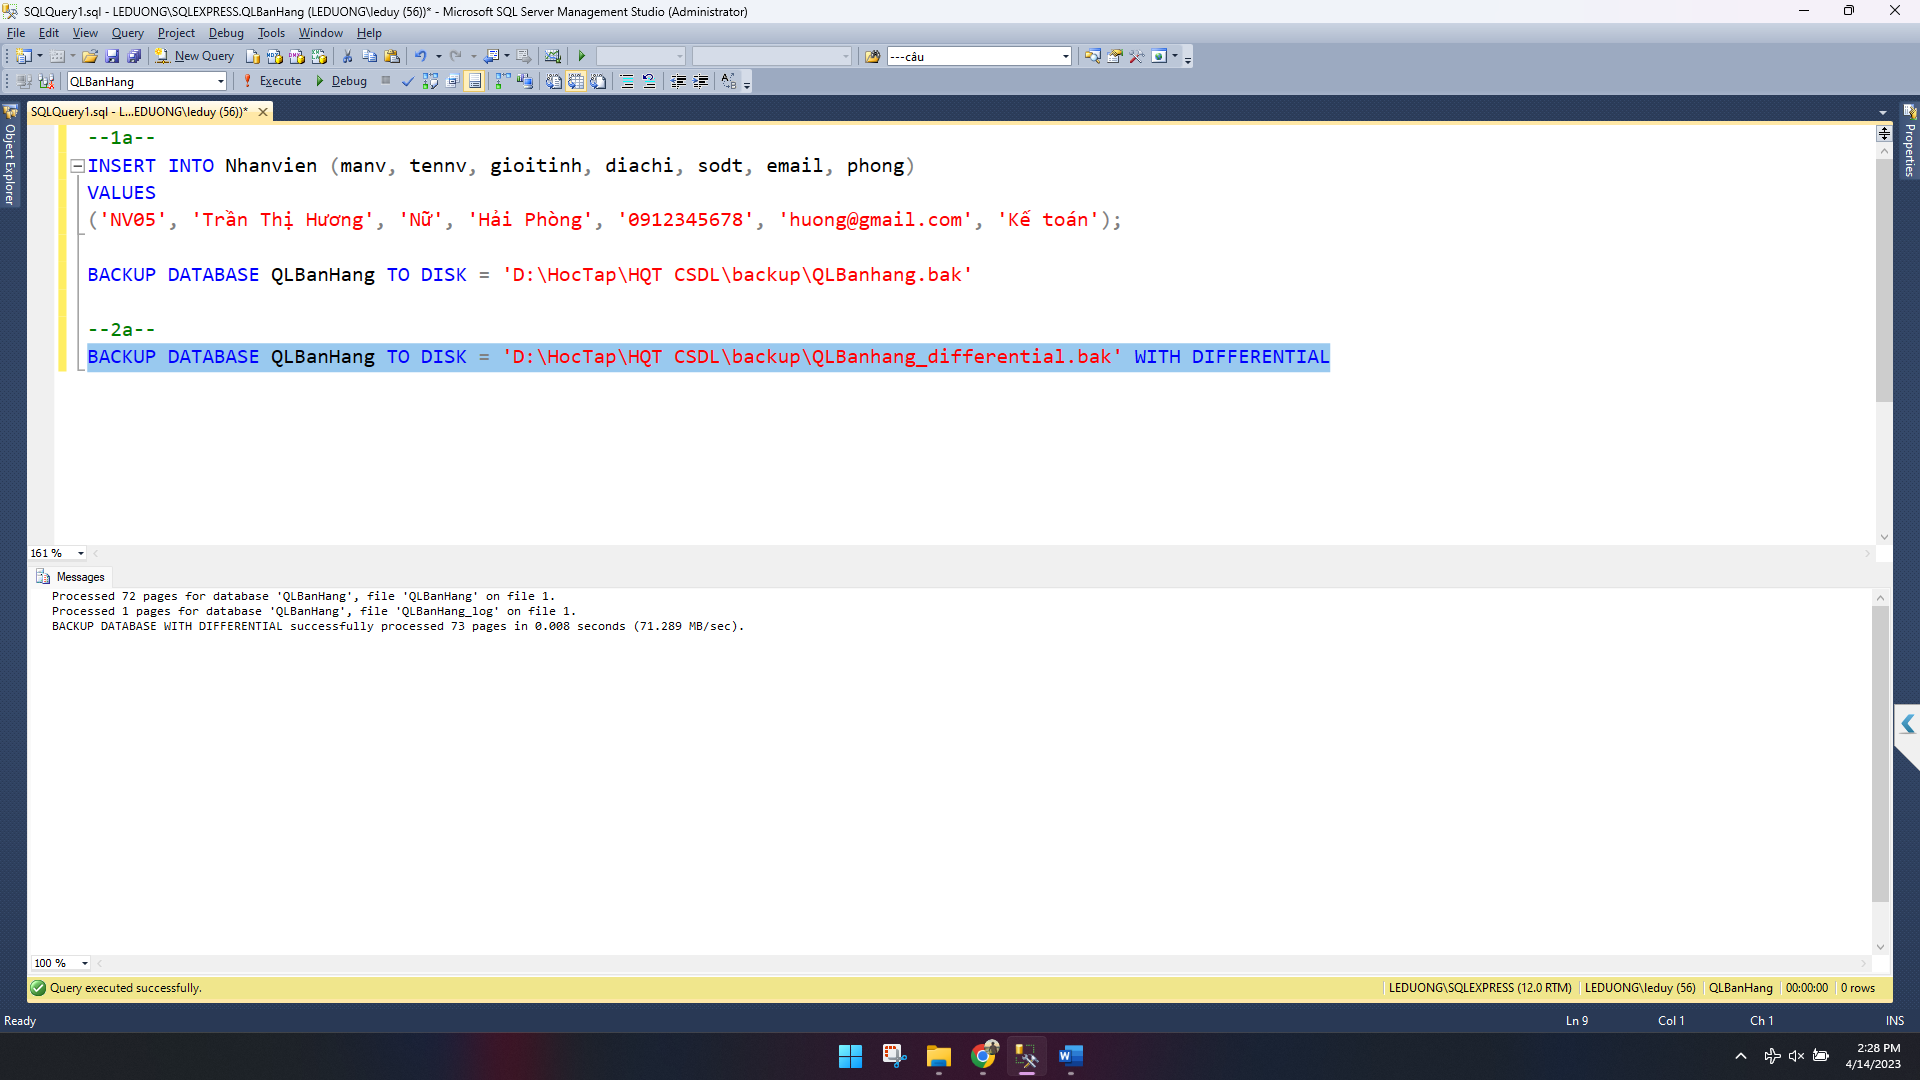 SQLQuery1.sql - LEDUONG\SQLEXPRESS.QLBanHang (LEDUONG\leduy (56))* - Microsoft SQL Server Management Studio (Administrator)
File Edit View Query Project Debug Tools Window Help
New Query ---câu
QLBanHang Execute Debug
SQLQuery1.sql - L...EDUONG\leduy (56))*
Object Explorer
Properties
--1a--
INSERT INTO Nhanvien (manv, tennv, gioitinh, diachi, sodt, email, phong)
VALUES
('NV05', 'Trần Thị Hương', 'Nữ', 'Hải Phòng', '0912345678', 'huong@gmail.com', 'Kế toán');
BACKUP DATABASE QLBanHang TO DISK = 'D:\HocTap\HQT CSDL\backup\QLBanhang.bak'
--2a--
BACKUP DATABASE QLBanHang TO DISK = 'D:\HocTap\HQT CSDL\backup\QLBanhang_differential.bak' WITH DIFFERENTIAL
161 %
Messages
Processed 72 pages for database 'QLBanHang', file 'QLBanHang' on file 1.
Processed 1 pages for database 'QLBanHang', file 'QLBanHang_log' on file 1.
BACKUP DATABASE WITH DIFFERENTIAL successfully processed 73 pages in 0.008 seconds (71.289 MB/sec).
100 %
Query executed successfully. LEDUONG\SQLEXPRESS (12.0 RTM) LEDUONG\leduy (56) QLBanHang 00:00:00 0 rows
Ready Ln 9 Col 1 Ch 1 INS
2:28 PM
4/14/2023